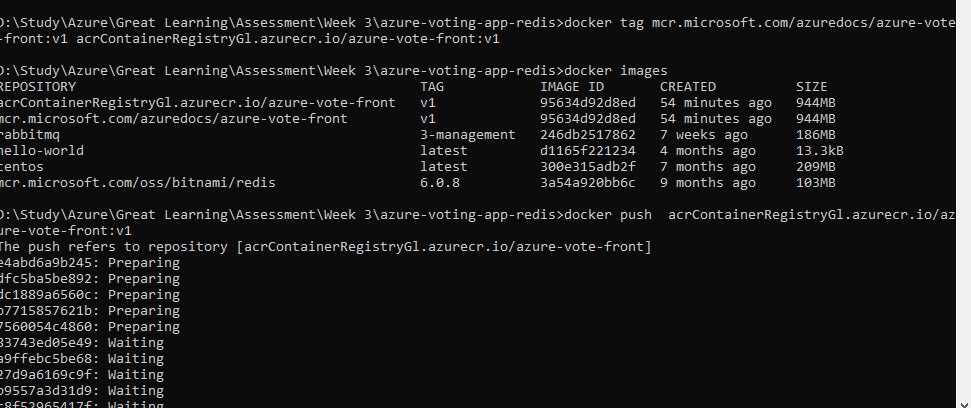 D:\Study\Azure\Great Learning\Assessment\Week 3\azure-voting-app-redis>docker tag mcr.microsoft.com/azuredocs/azure-vote
-front:v1 acrContainerRegistryGl.azurecr.io/azure-vote-front:v1
D:\Study\Azure\Great Learning\Assessment\Week 3\azure-voting-app-redis>docker images
REPOSITORY TAG IMAGE ID CREATED SIZE
acrContainerRegistryGl.azurecr.io/azure-vote-front v1 95634d92d8ed 54 minutes ago 944MB
mcr.microsoft.com/azuredocs/azure-vote-front v1 95634d92d8ed 54 minutes ago 944MB
rabbitmq 3-management 246db2517862 7 weeks ago 186MB
hello-world latest d1165f221234 4 months ago 13.3kB
centos latest 300e315adb2f 7 months ago 209MB
mcr.microsoft.com/oss/bitnami/redis 6.0.8 3a54a920bb6c 9 months ago 103MB
D:\Study\Azure\Great Learning\Assessment\Week 3\azure-voting-app-redis>docker push  acrContainerRegistryGl.azurecr.io/az
ure-vote-front:v1
The push refers to repository [acrContainerRegistryGl.azurecr.io/azure-vote-front]
e4abd6a9b245: Preparing
dfc5ba5be892: Preparing
dc1889a6560c: Preparing
b7715857621b: Preparing
7560054c4860: Preparing
83743ed05e49: Waiting
a9ffebc5be68: Waiting
27d9a6169c9f: Waiting
b9557a3d31d9: Waiting
c8f52965417f: Waiting